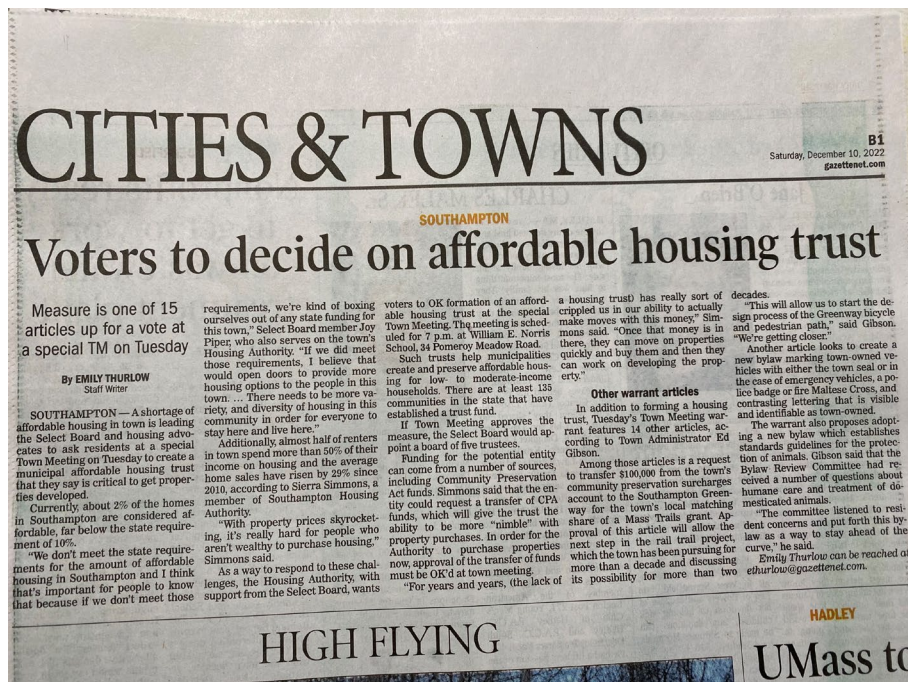 CITIES & TOWNS
B1
Saturday, December 10, 2022
gazettenet.com
SOUTHAMPTON
Voters to decide on affordable housing trust
Measure is one of 15
articles up for a vote at
a special TM on Tuesday
By EMILY THURLOW
Staff Writer
SOUTHAMPTON — A shortage of
affordable housing in town is leading
the Select Board and housing advo-
cates to ask residents at a special
Town Meeting on Tuesday to create a
municipal affordable housing trust
that they say is critical to get proper-
ties developed.
Currently, about 2% of the homes
in Southampton are considered af-
fordable, far below the state require-
ment of 10%.
“We don't meet the state require-
ments for the amount of affordable
housing in Southampton and I think
that's important for people to know
that because if we don't meet those
requirements, we're kind of boxing
ourselves out of any state funding for
this town,” Select Board member Joy
Piper, who also serves on the town's
Housing Authority. “If we did meet
those requirements, I believe that
would open doors to provide more
housing options to the people in this
town. ... There needs to be more va-
riety, and diversity of housing in this
community in order for everyone to
stay here and live here.”
Additionally, almost half of renters
in town spend more than 50% of their
income on housing and the average
home sales have risen by 29% since
2010, according to Sierra Simmons, a
member of Southampton Housing
Authority.
“With property prices skyrocket-
ing, it's really hard for people who
aren't wealthy to purchase housing,”
Simmons said.
As a way to respond to these chal-
lenges, the Housing Authority, with
support from the Select Board, wants
voters to OK formation of an afford-
able housing trust at the special
Town Meeting. The meeting is sched-
uled for 7 p.m. at William E. Norris
School, 34 Pomeroy Meadow Road.
Such trusts help municipalities
create and preserve affordable hous-
ing for low- to moderate-income
households. There are at least 135
communities in the state that have
established a trust fund.
If Town Meeting approves the
measure, the Select Board would ap-
point a board of five trustees.
Funding for the potential entity
can come from a number of sources,
including Community Preservation
Act funds. Simmons said that the en-
tity could request a transfer of CPA
funds, which will give the trust the
ability to be more “nimble” with
property purchases. In order for the
Authority to purchase properties
now, approval of the transfer of funds
must be OK'd at town meeting.
“For years and years, (the lack of
a housing trust) has really sort of
crippled us in our ability to actually
make moves with this money,” Sim-
mons said. “Once that money is in
there, they can move on properties
quickly and buy them and then they
can work on developing the prop-
erty.”
Other warrant articles
In addition to forming a housing
trust, Tuesday's Town Meeting war-
rant features 14 other articles, ac-
cording to Town Administrator Ed
Gibson.
Among those articles is a request
to transfer $100,000 from the town's
community preservation surcharges
account to the Southampton Green-
way for the town's local matching
share of a Mass Trails grant. Ap-
proval of this article will allow the
next step in the rail trail project,
which the town has been pursuing for
more than a decade and discussing
its possibility for more than two
decades.
“This will allow us to start the de-
sign process of the Greenway bicycle
and pedestrian path,” said Gibson.
“We're getting closer.”
Another article looks to create a
new bylaw marking town-owned ve-
hicles with either the town seal or in
the case of emergency vehicles, a po-
lice badge or fire Maltese Cross, and
contrasting lettering that is visible
and identifiable as town-owned.
The warrant also proposes adopt-
ing a new bylaw which establishes
standards guidelines for the protec-
tion of animals. Gibson said that the
Bylaw Review Committee had re-
ceived a number of questions about
humane care and treatment of do-
mesticated animals.
“The committee listened to resi-
dent concerns and put forth this by-
law as a way to stay ahead of the
curve,” he said.
Emily Thurlow can be reached at
ethurlow@gazettenet.com.
HIGH FLYING
HADLEY
UMass to